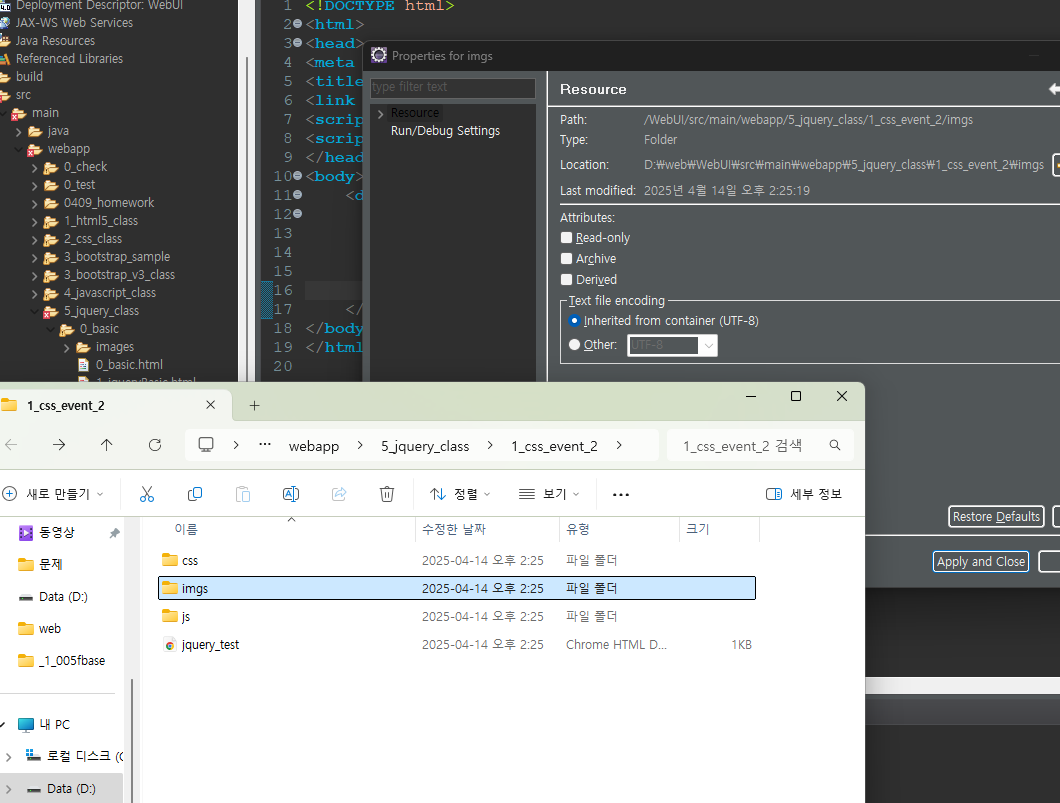 Deployment Descriptor: WebUI
JAX-WS Web Services
Java Resources
Referenced Libraries
build
src
main
java
webapp
0_check
0_test
0409_homework
1_html5_class
2_css_class
3_bootstrap_sample
3_bootstrap_v3_class
4_javascript_class
5_jquery_class
0_basic
images
0_basic.html
1_jqueryBasic.html
1 <!DOCTYPE html>
2 <html>
3 <head>
4 <meta
5 <title
6 <link
7 <scrip
8 <scrip
9 </head
10 <body>
11 <d
12
13
14
15
16
17 </
18 </body
19 </html
20
Properties for imgs
type filter text
Resource
Run/Debug Settings
Resource
Path: /WebUI/src/main/webapp/5_jquery_class/1_css_event_2/imgs
Type: Folder
Location: D:₩web₩WebUI₩src₩main₩webapp₩5_jquery_class₩1_css_event_2₩imgs
Last modified: 2025년 4월 14일 오후 2:25:19
Attributes:
Read-only
Archive
Derived
Text file encoding
Inherited from container (UTF-8)
Other: UTF-8
Restore Defaults
Apply and Close
1_css_event_2
webapp > 5_jquery_class > 1_css_event_2 >
1_css_event_2 검색
새로 만들기
정렬
보기
세부 정보
동영상
문제
Data (D:)
web
_1_005fbase
내 PC
로컬 디스크 (C
Data (D:)
이름 수정한 날짜 유형 크기
css 2025-04-14 오후 2:25 파일 폴더
imgs 2025-04-14 오후 2:25 파일 폴더
js 2025-04-14 오후 2:25 파일 폴더
jquery_test 2025-04-14 오후 2:25 Chrome HTML D... 1KB